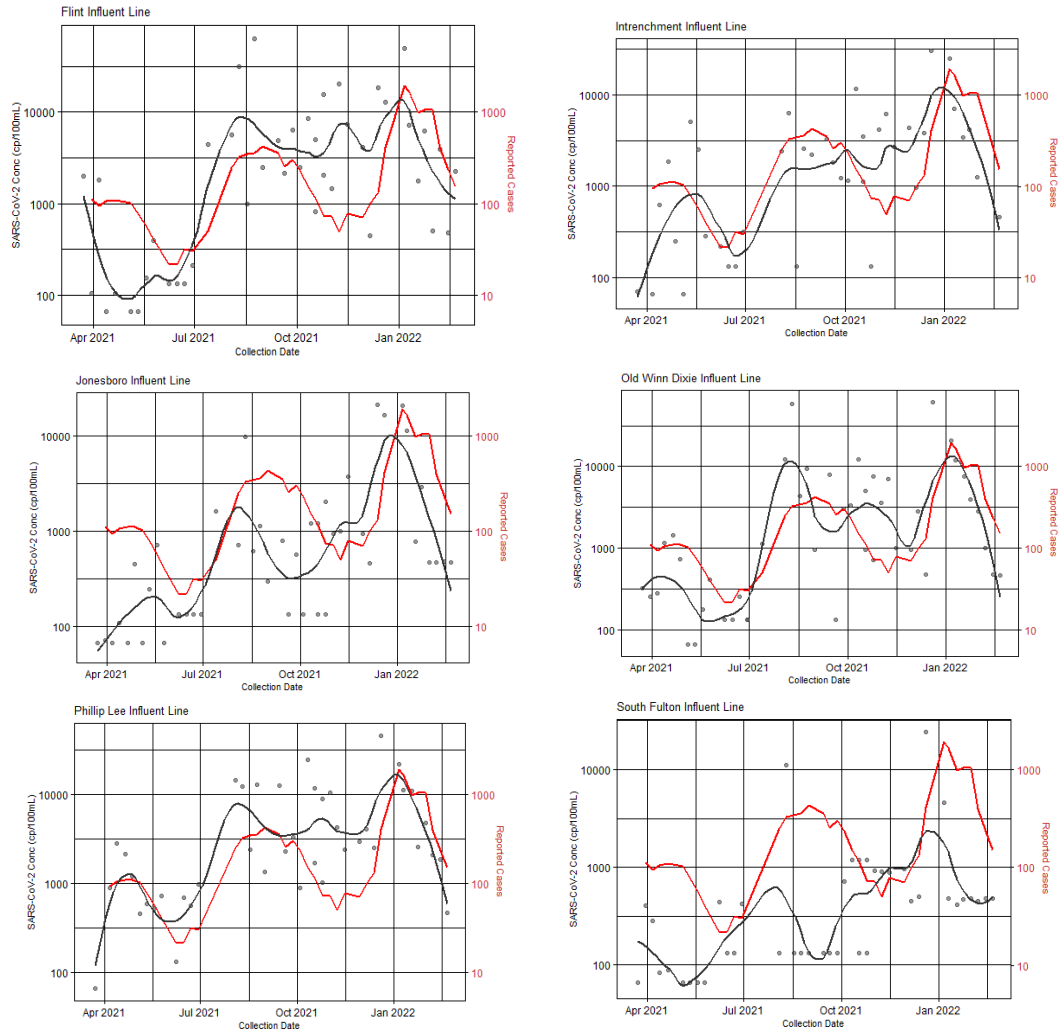 Flint Influent Line
SARS-CoV-2 Conc (cp/100mL)
10000
1000
100
1000
100
10
Reported Cases
Apr 2021 Jul 2021 Oct 2021 Jan 2022
Collection Date
Intrenchment Influent Line
SARS-CoV-2 Conc (cp/100mL)
10000
1000
100
1000
100
10
Reported Cases
Apr 2021 Jul 2021 Oct 2021 Jan 2022
Collection Date
Jonesboro Influent Line
SARS-CoV-2 Conc (cp/100mL)
10000
1000
100
1000
100
10
Reported Cases
Apr 2021 Jul 2021 Oct 2021 Jan 2022
Collection Date
Old Winn Dixie Influent Line
SARS-CoV-2 Conc (cp/100mL)
10000
1000
100
1000
100
10
Reported Cases
Apr 2021 Jul 2021 Oct 2021 Jan 2022
Collection Date
Phillip Lee Influent Line
SARS-CoV-2 Conc (cp/100mL)
10000
1000
100
1000
100
10
Reported Cases
Apr 2021 Jul 2021 Oct 2021 Jan 2022
Collection Date
South Fulton Influent Line
SARS-CoV-2 Conc (cp/100mL)
10000
1000
100
1000
100
10
Reported Cases
Apr 2021 Jul 2021 Oct 2021 Jan 2022
Collection Date